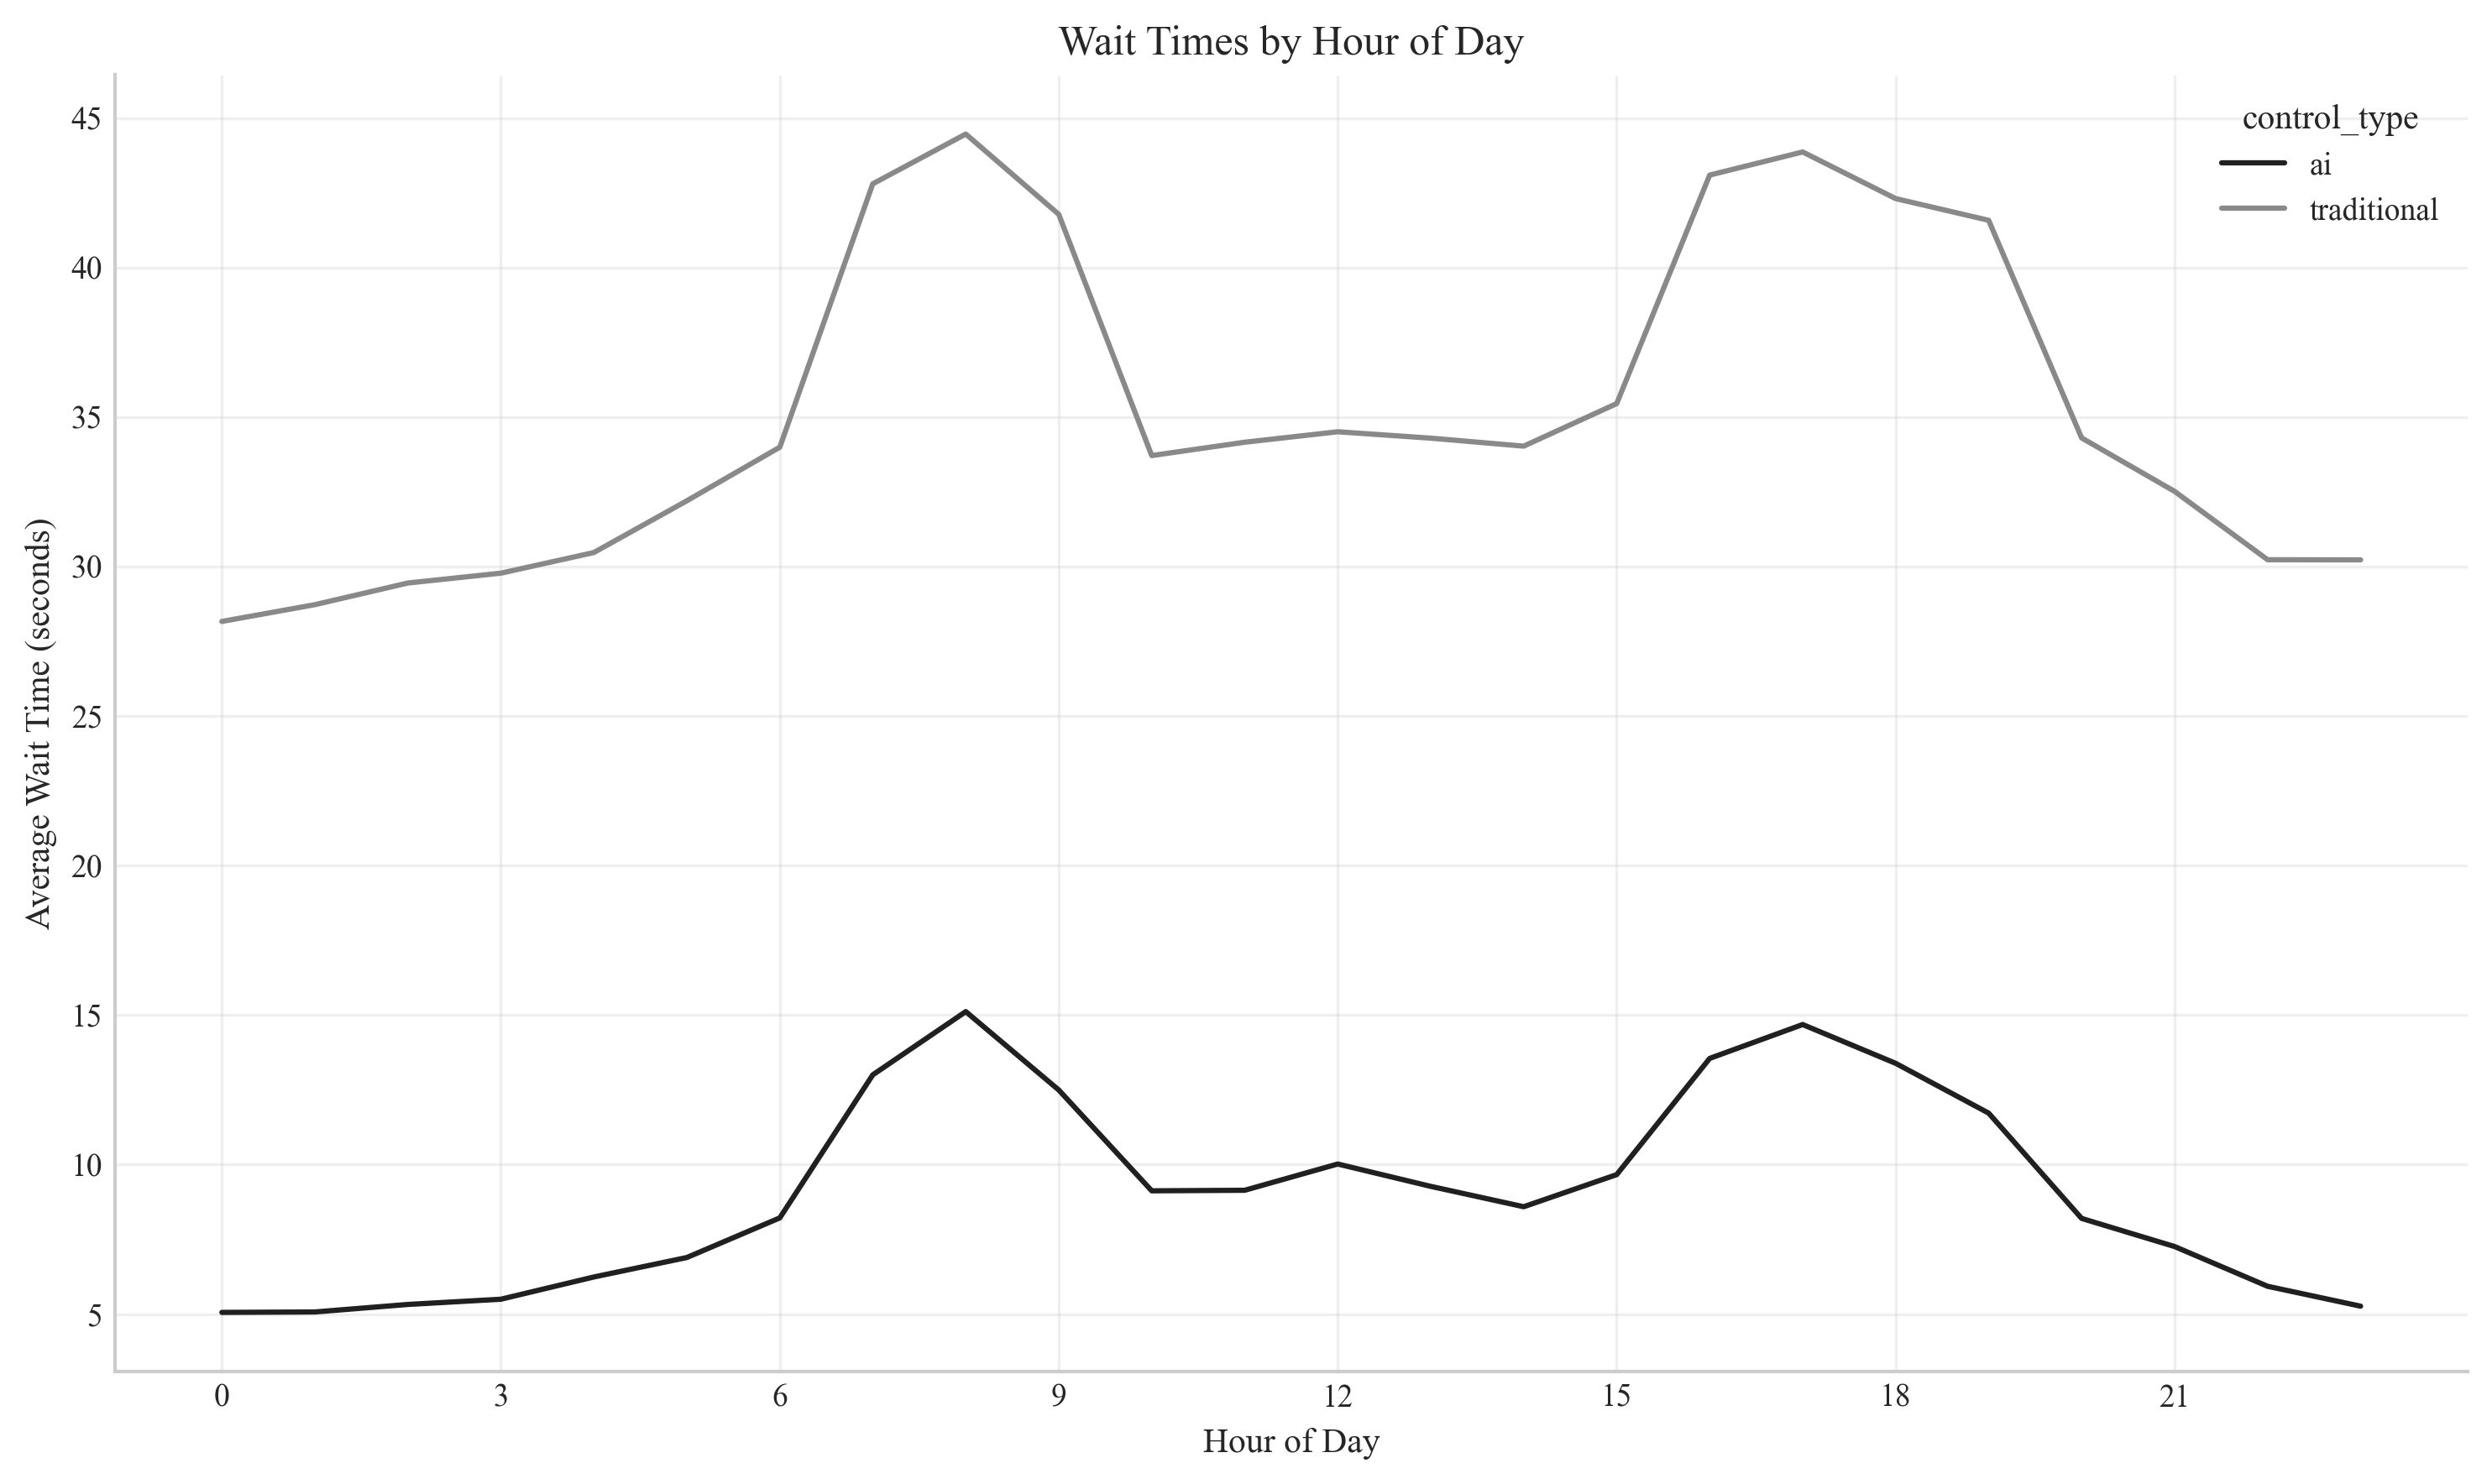 Wait Times by Hour of Day
control_type
ai
traditional
45
40
35
30
25
20
15
10
5
Average Wait Time (seconds)
0 3 6 9 12 15 18 21
Hour of Day